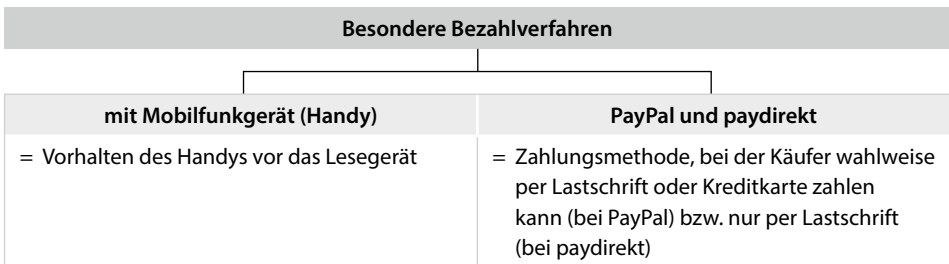 Besondere Bezahlverfahren
mit Mobilfunkgerät (Handy)
= Vorhalten des Handys vor das Lesegerät
PayPal und paydirekt
= Zahlungsmethode, bei der Käufer wahlweise
per Lastschrift oder Kreditkarte zahlen
kann (bei PayPal) bzw. nur per Lastschrift
(bei paydirekt)